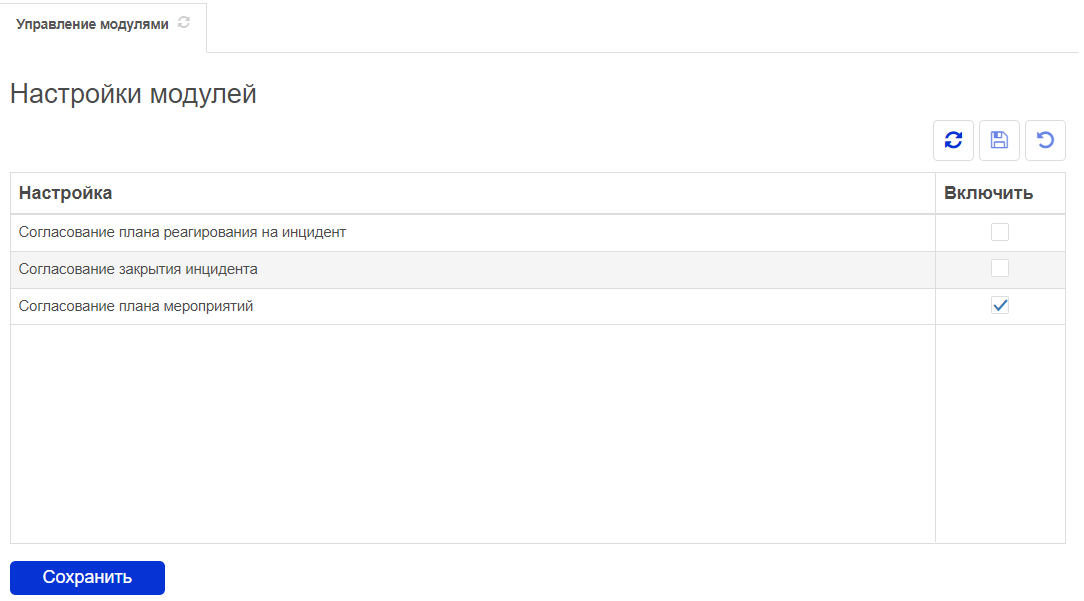 Управление модулями
Настройки модулей
Настройка Включить
Согласование плана реагирования на инцидент
Согласование закрытия инцидента
Согласование плана мероприятий
Сохранить